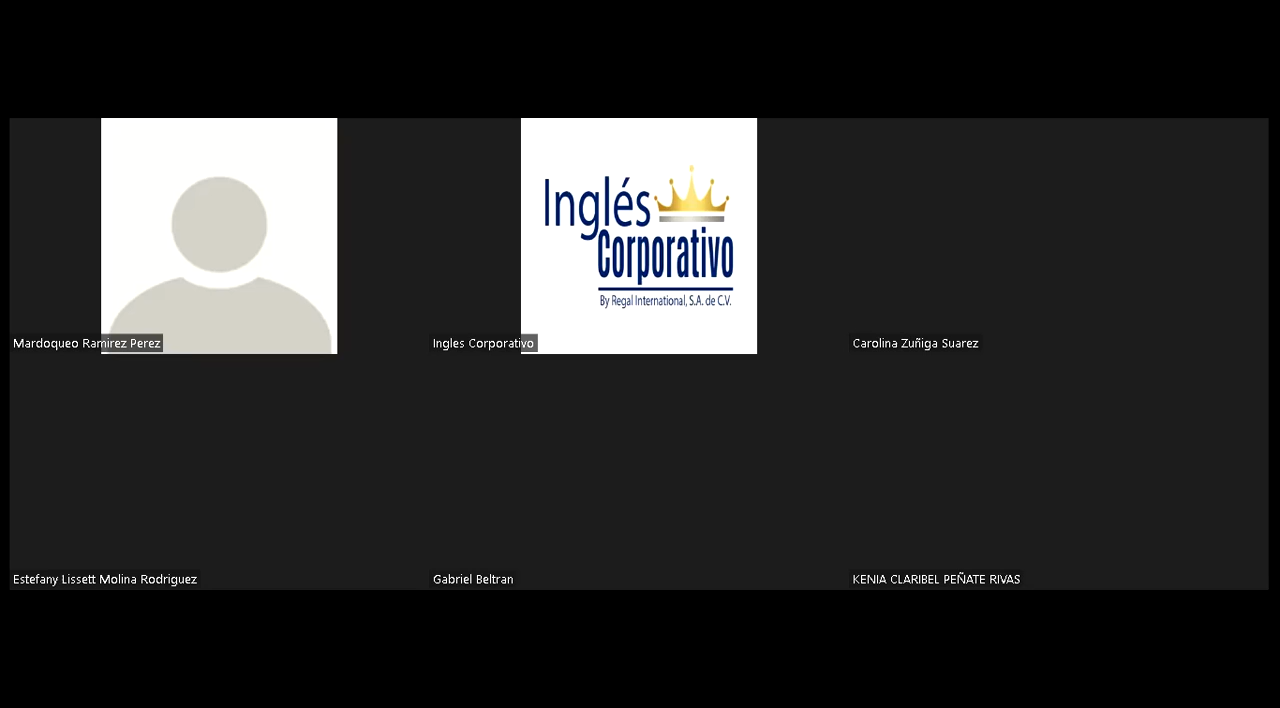 Inglés
Corporativo
By Regal International, S.A. de C.V.
Mardoqueo Ramirez Perez
Ingles Corporativo
Carolina Zuñiga Suarez
Estefany Lissett Molina Rodriguez
Gabriel Beltran
KENIA CLARIBEL PEÑATE RIVAS